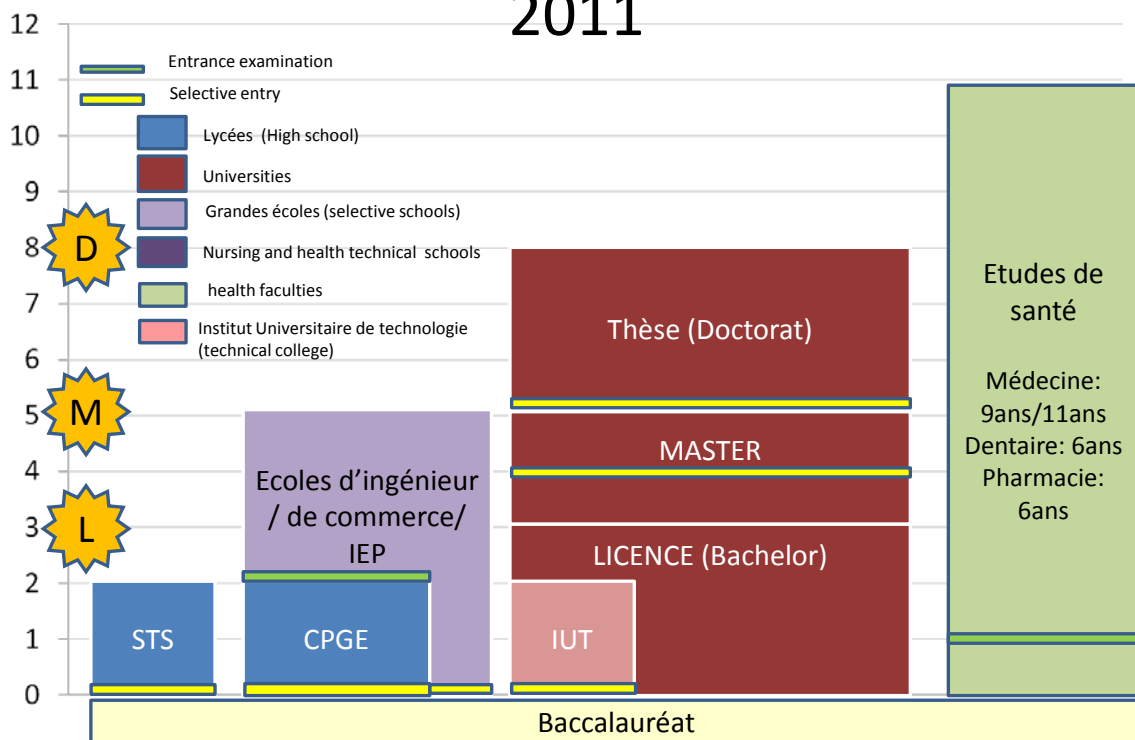 2011
12
11
10
9
8
7
6
5
4
3
2
1
0
Entrance examination
Selective entry
Lycées (High school)
Universities
Grandes écoles (selective schools)
Nursing and health technical schools
health faculties
Institut Universitaire de technologie
(technical college)
D
M
L
STS
CPGE
Ecoles d'ingénieur
/ de commerce/
IEP
Thèse (Doctorat)
MASTER
LICENCE (Bachelor)
IUT
Etudes de
santé
Médecine:
9ans/11ans
Dentaire: 6ans
Pharmacie:
6ans
Baccalauréat